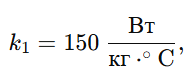 k₁ = 150 Вт / кг ·° С,